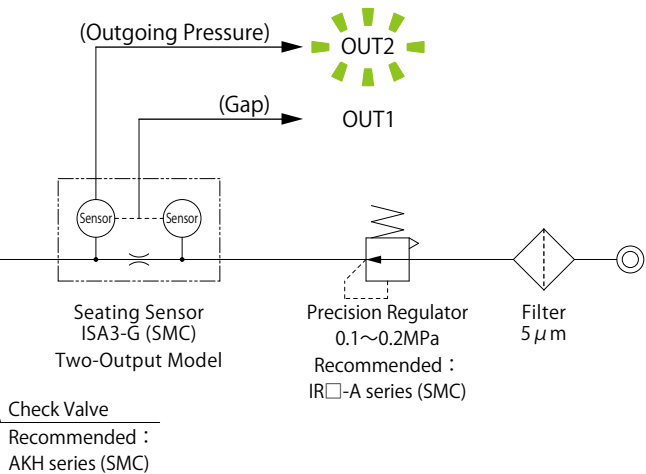 (Outgoing Pressure)
OUT2
(Gap)
OUT1
Sensor
Sensor
Seating Sensor
ISA3-G (SMC)
Two-Output Model
Precision Regulator
0.1～0.2MPa
Recommended：
IR□-A series (SMC)
Filter
5μm
Check Valve
Recommended：
AKH series (SMC)